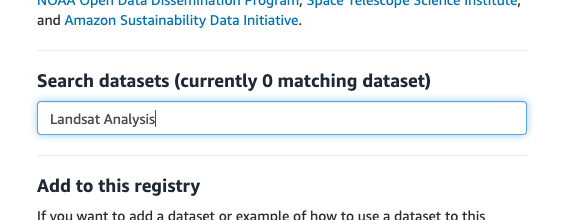 NOAA Open Data Dissemination Program, Space Telescope Science Institute,
and Amazon Sustainability Data Initiative.
Search datasets (currently 0 matching dataset)
Landsat Analysis
Add to this registry
If you want to add a dataset or example of how to use a dataset to this